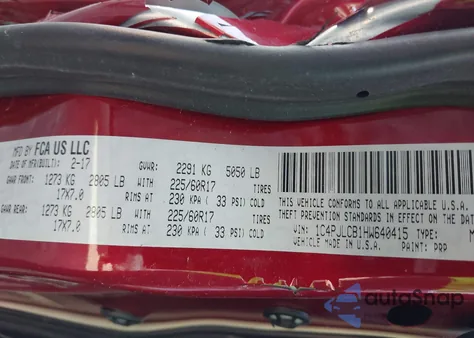 MFD BY FCA US LLC
DATE OF MFR(BUILT): 2-17 GVWR: 2291 KG 5050 LB
GAWR FRONT: 1273 KG 2805 LB WITH 225/60R17 TIRES
17X7.0 RIMS AT 230 KPA ( 33 PSI) COLD
GAWR REAR: 1273 KG 2805 LB WITH 225/60R17 TIRES
17X7.0 RIMS AT 230 KPA ( 33 PSI) COLD
THIS VEHICLE CONFORMS TO ALL APPLICABLE U.S.A.
THEFT PREVENTION STANDARDS IN EFFECT ON THE DATE
VIN: 1C4PJLCB1HW640415 TYPE: M
VEHICLE MADE IN U.S.A. PAINT: PRP
autoSnap